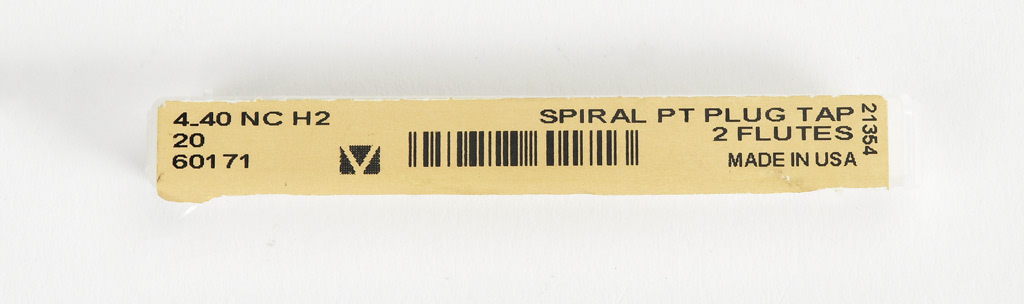 4-40 NC H2
20
60171
SPIRAL PT PLUG TAP
2 FLUTES
MADE IN USA
21354